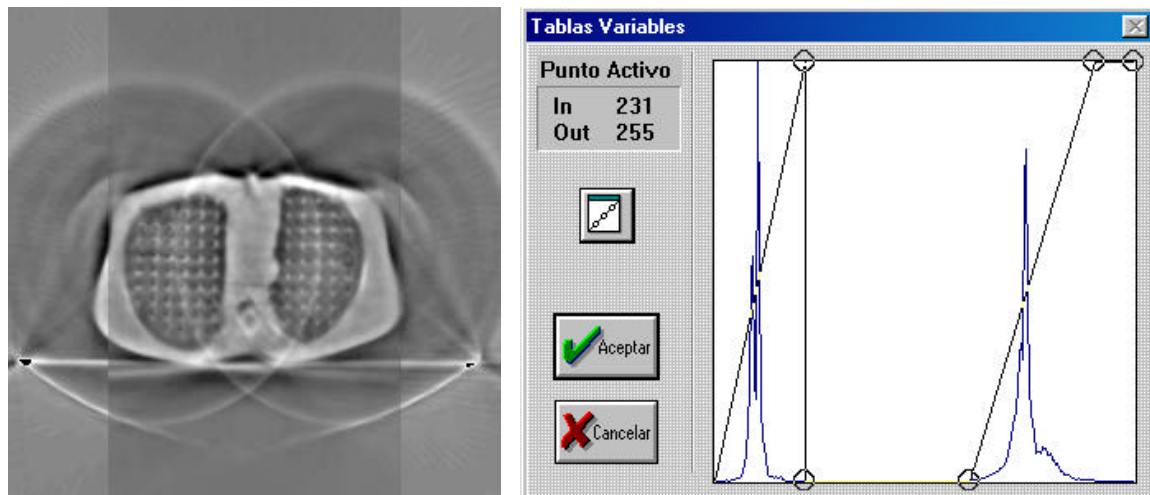 Tablas Variables
Punto Activo
In 231
Out 255
Aceptar
Cancelar